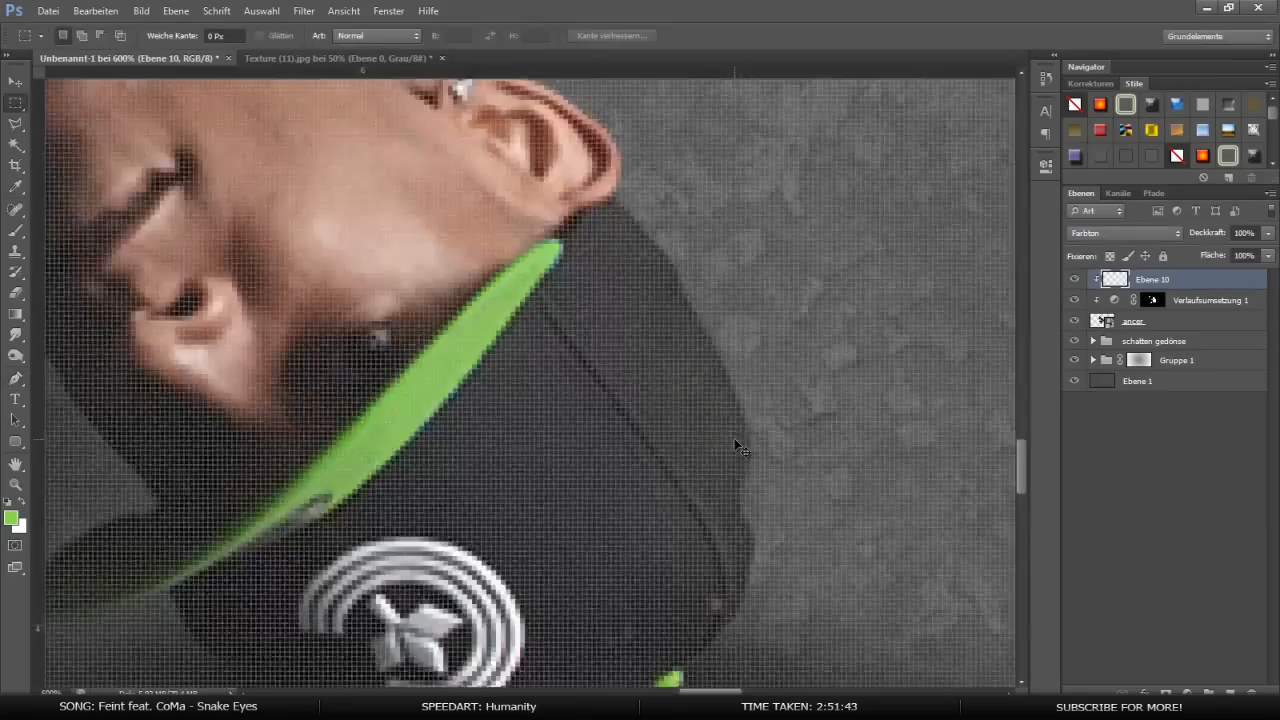 Ps Datei Bearbeiten Bild Ebene Schrift Auswahl Filter Ansicht Fenster Hilfe
Weiche Kante: 0 Px Glätten Art: Normal B: H: Kante verbessern... Grundelemente
Unbenannt-1 bei 600% (Ebene 10, RGB/8) * × Texture (11).jpg bei 50% (Ebene 0, Grau/8#) * ×
6
Navigator
Korrekturen Stile
Ebenen Kanäle Pfade
Art
Farbton Deckkraft: 100%
Fixieren: Fläche: 100%
Ebene 10
Verlaufsumsetzung 1
ancer
schatten gedönse
Gruppe 1
Ebene 1
SONG: Feint feat. CoMa - Snake Eyes SPEEDART: Humanity TIME TAKEN: 2:51:43 SUBSCRIBE FOR MORE!